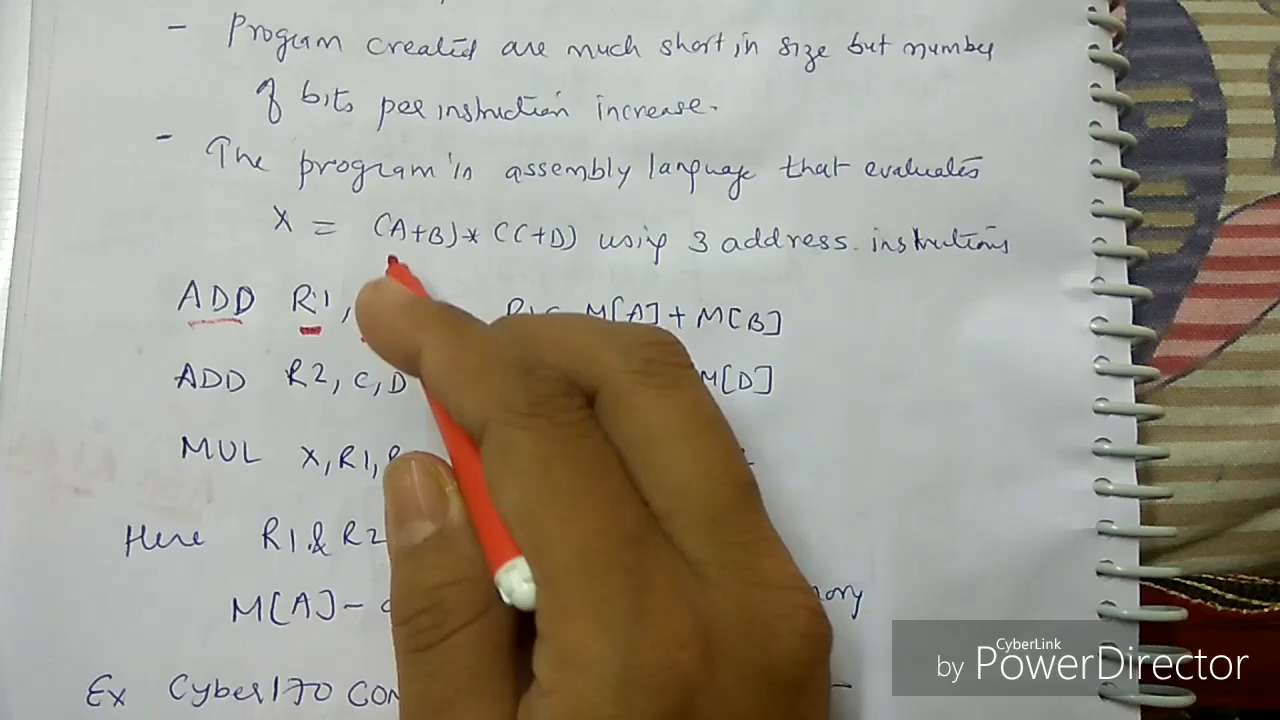 - Program created are much short in size but number
of bits per instruction increase.
- The program in assembly language that evaluates
X = (A+B)* (C+D) using 3 address instructions
ADD R1, R1← M[A] + M[B]
ADD R2, C, D M[D]
MUL X, R1,
Here R1 & R2
M[A] -
Ex Cyber170
CyberLink
by PowerDirector